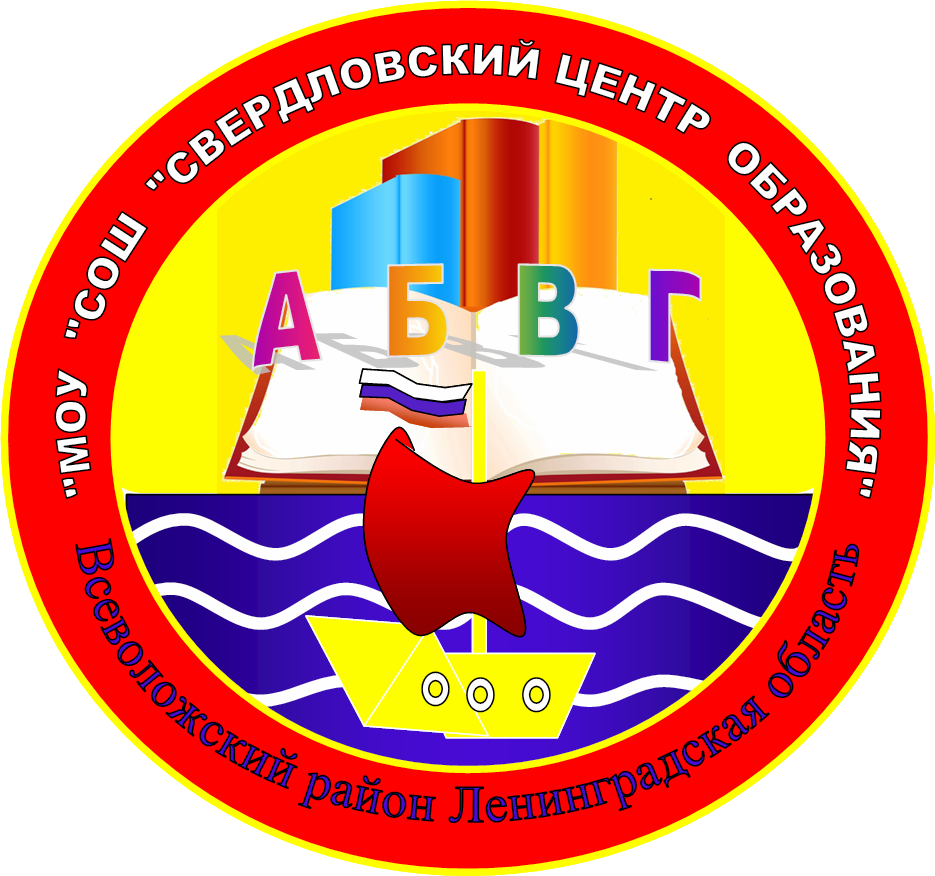 "МОУ "СОШ "СВЕРДЛОВСКИЙ ЦЕНТР ОБРАЗОВАНИЯ"
А Б В Г
Всеволожский район Ленинградская область